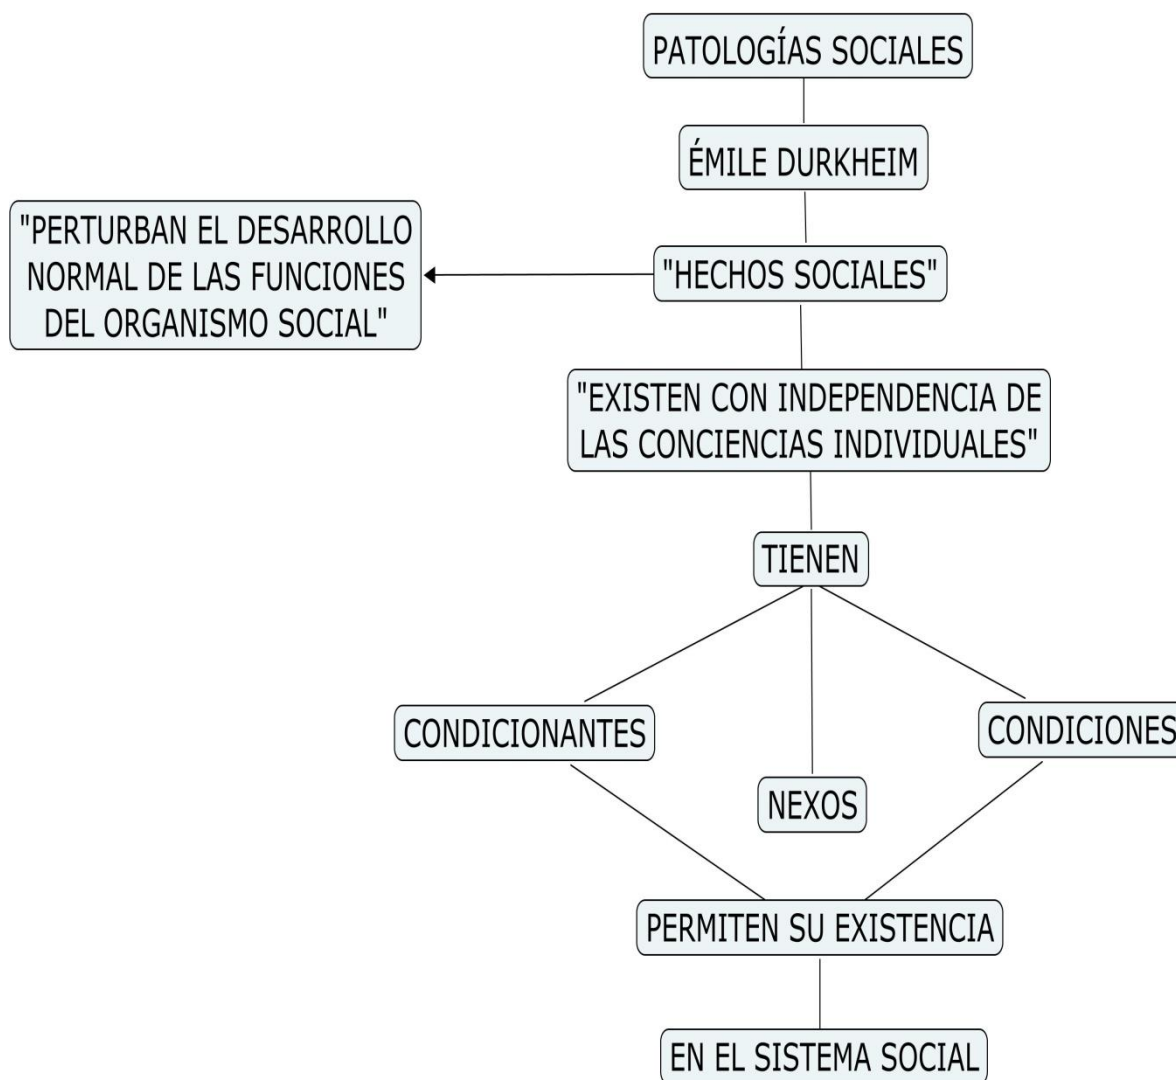 PATOLOGÍAS SOCIALES
ÉMILE DURKHEIM
"PERTURBAN EL DESARROLLO
NORMAL DE LAS FUNCIONES
DEL ORGANISMO SOCIAL"
"HECHOS SOCIALES"
"EXISTEN CON INDEPENDENCIA DE
LAS CONCIENCIAS INDIVIDUALES"
TIENEN
CONDICIONANTES
CONDICIONES
NEXOS
PERMITEN SU EXISTENCIA
EN EL SISTEMA SOCIAL